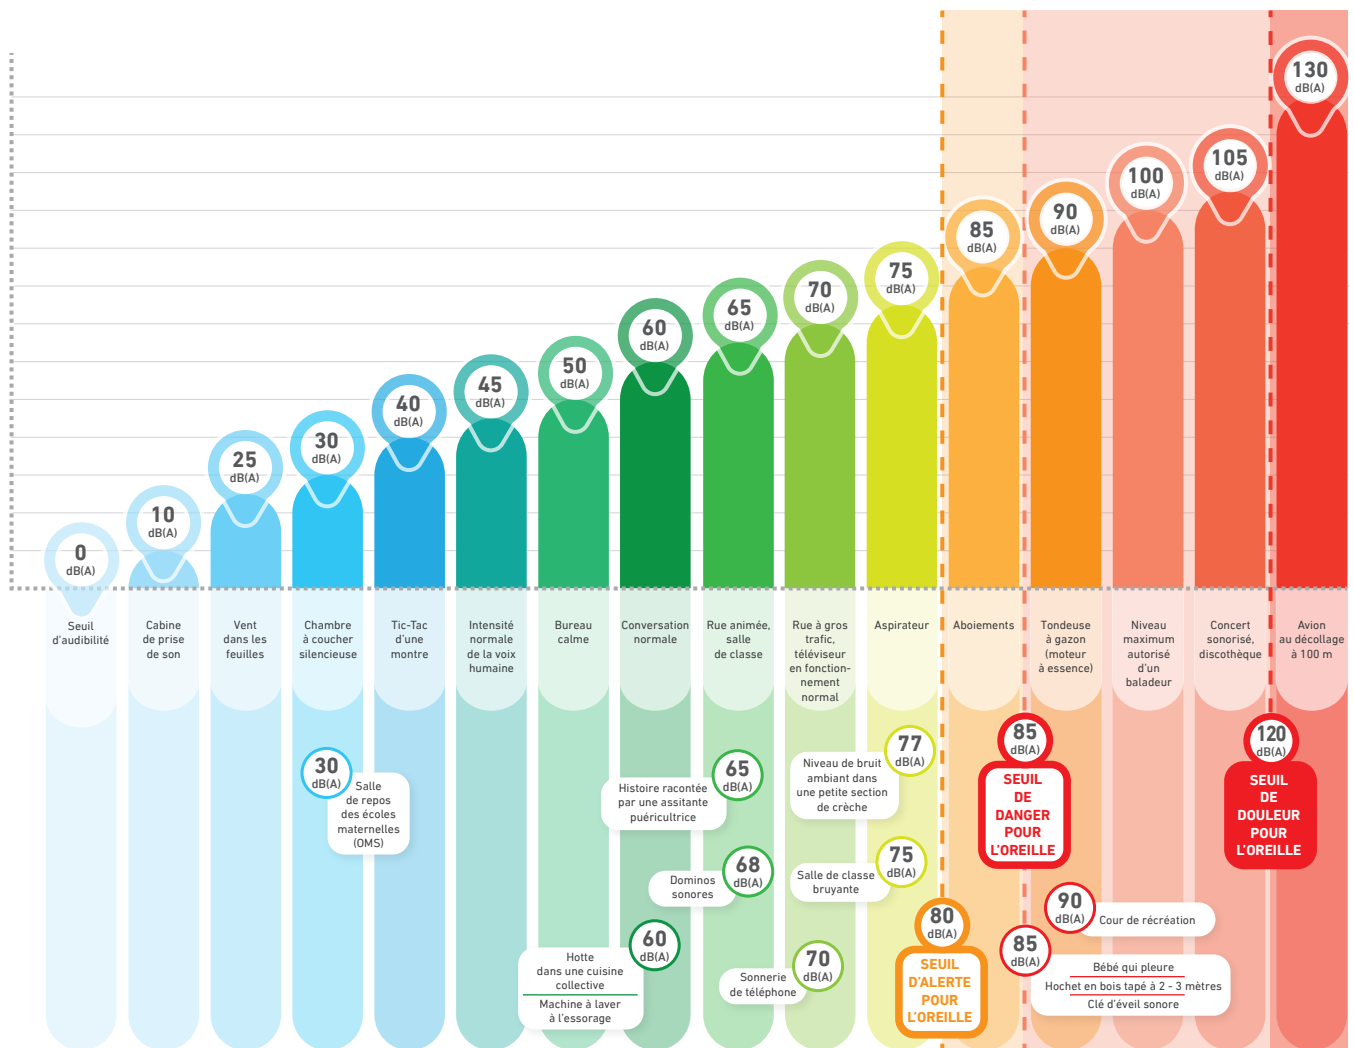 0
dB(A)
10
dB(A)
25
dB(A)
30
dB(A)
40
dB(A)
45
dB(A)
50
dB(A)
60
dB(A)
65
dB(A)
70
dB(A)
75
dB(A)
85
dB(A)
90
dB(A)
100
dB(A)
105
dB(A)
130
dB(A)
Seuil
d’audibilité
Cabine
de prise
de son
Vent
dans les
feuilles
Chambre
à coucher
silencieuse
Tic-Tac
d’une
montre
Intensité
normale
de la voix
humaine
Bureau
calme
Conversation
normale
Rue animée,
salle
de classe
Rue à gros
trafic,
téléviseur
en fonction-
nement
normal
Aspirateur
Aboiements
Tondeuse
à gazon
(moteur
à essence)
Niveau
maximum
autorisé
d’un
baladeur
Concert
sonorisé,
discothèque
Avion
au décollage
à 100 m
30
dB(A)
Salle
de repos
des écoles
maternelles
(OMS)
65
dB(A)
Histoire racontée
par une assitante
puéricultrice
68
dB(A)
Dominos
sonores
60
dB(A)
Hotte
dans une cuisine
collective
Machine à laver
à l’essorage
77
dB(A)
Niveau de bruit
ambiant dans
une petite section
de crèche
75
dB(A)
Salle de classe
bruyante
70
dB(A)
Sonnerie
de téléphone
80
dB(A)
SEUIL
D’ALERTE
POUR
L’OREILLE
85
dB(A)
SEUIL
DE
DANGER
POUR
L’OREILLE
90
dB(A)
Cour de récréation
85
dB(A)
Bébé qui pleure
Hochet en bois tapé à 2 - 3 mètres
Clé d’éveil sonore
120
dB(A)
SEUIL
DE
DOULEUR
POUR
L’OREILLE